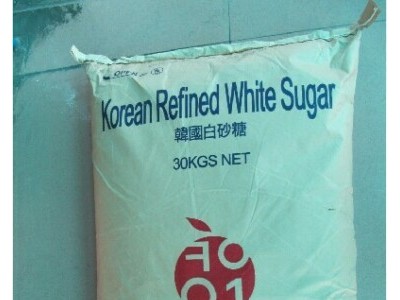 Korean Refined White Sugar
韓國白砂糖
30KGS NET